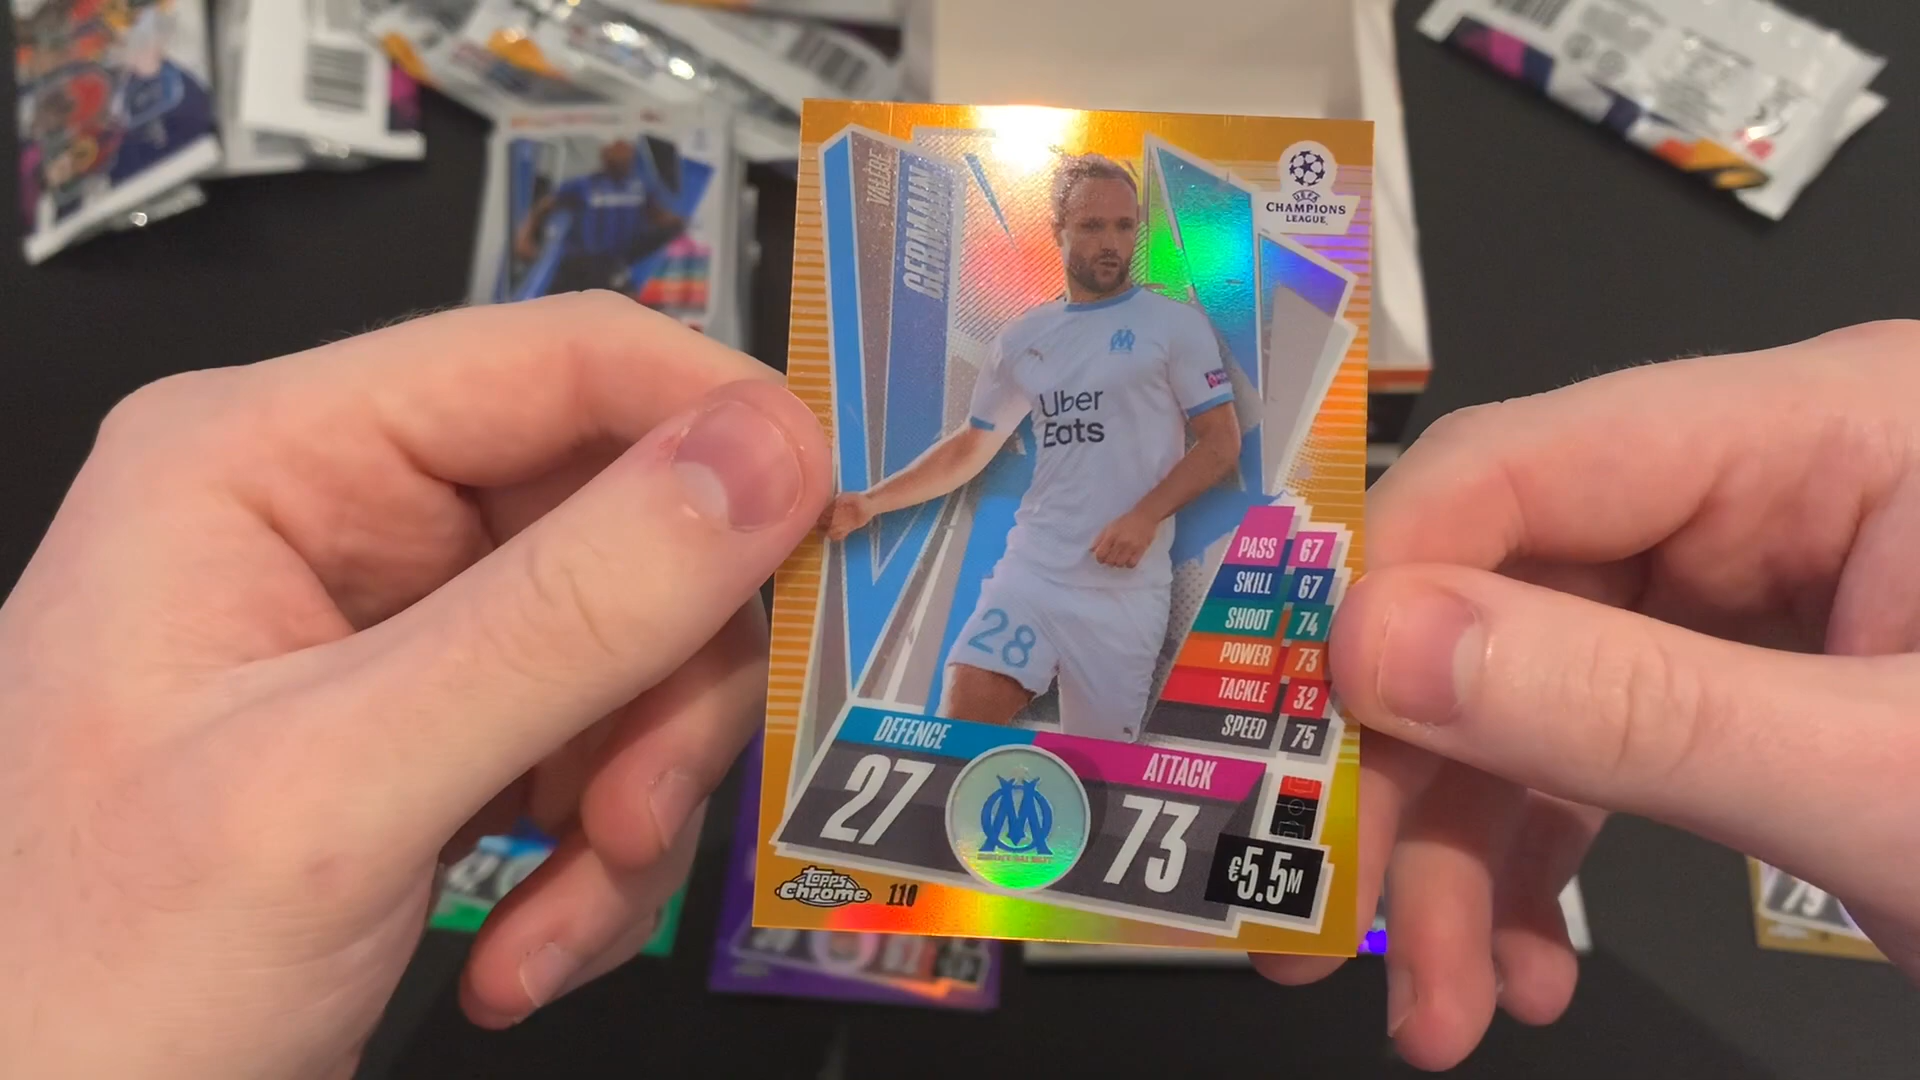 VALÈRE
GERMAIN
UEFA
CHAMPIONS
LEAGUE
Uber
Eats
28
PASS 67
SKILL 67
SHOOT 74
POWER 73
TACKLE 32
SPEED 75
DEFENCE
27
ATTACK
73
€5.5M
Topps
Chrome
110